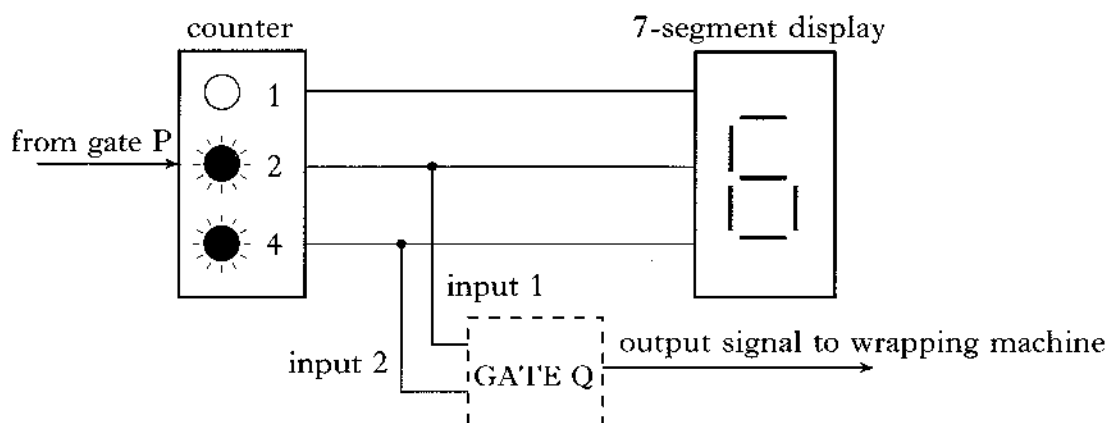 counter
7-segment display
1
from gate P
2
4
input 1
input 2
GATE Q
output signal to wrapping machine